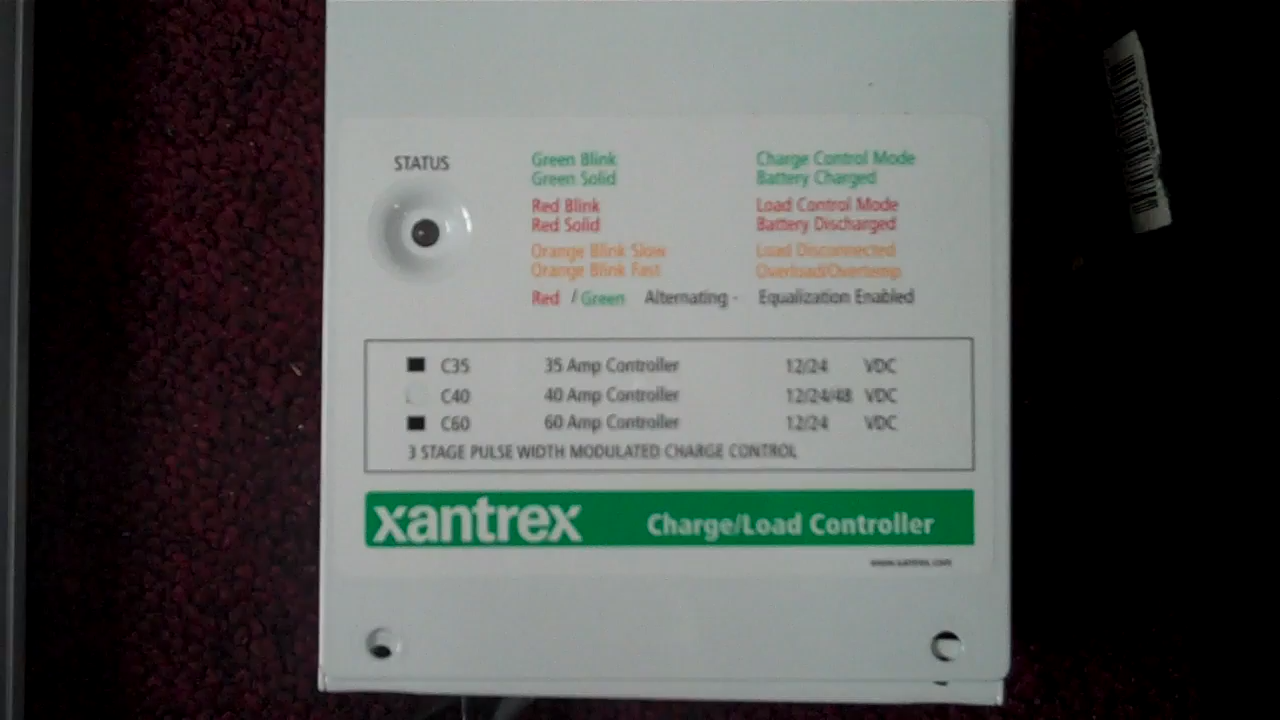 STATUS
Green Blink Charge Control Mode
Green Solid Battery Charged
Red Blink Load Control Mode
Red Solid Battery Discharged
Orange Blink Slow Load Disconnected
Orange Blink Fast Overload/Overtemp
Red / Green Alternating - Equalization Enabled
C35 35 Amp Controller 12/24 VDC
C40 40 Amp Controller 12/24/48 VDC
C60 60 Amp Controller 12/24 VDC
3 STAGE PULSE WIDTH MODULATED CHARGE CONTROL
xantrex Charge/Load Controller
www.xantrex.com